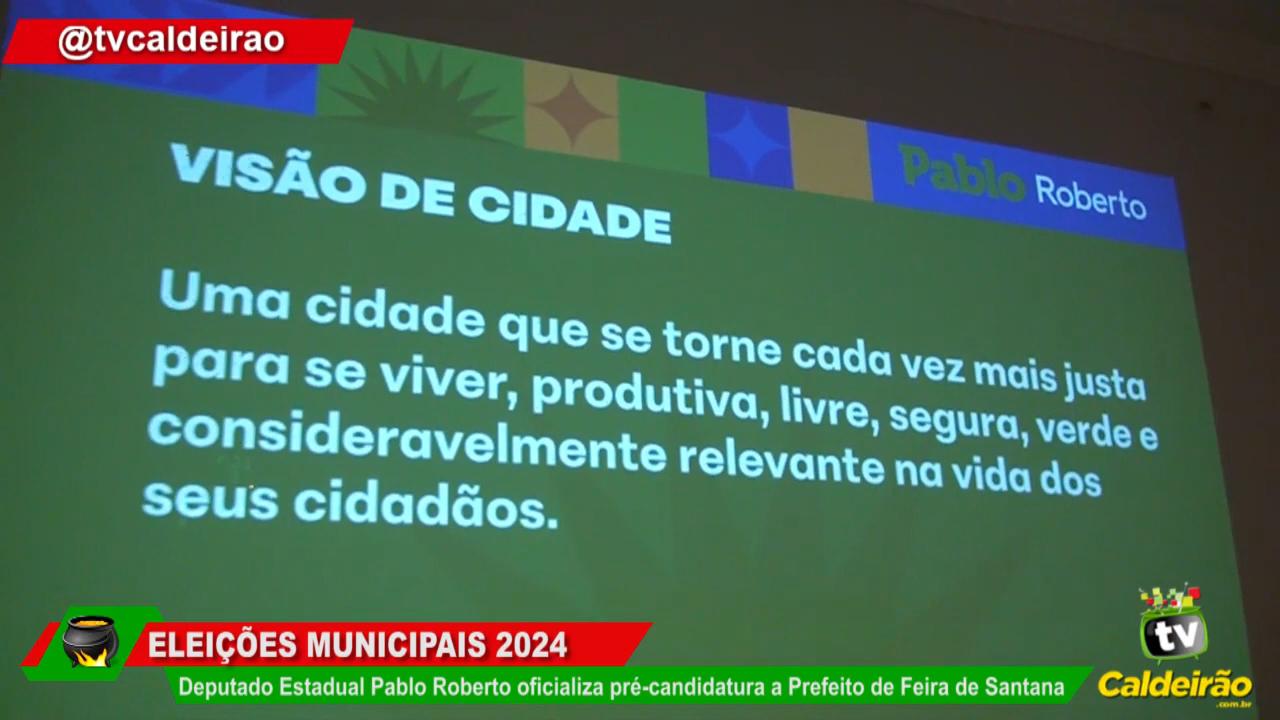 @tvcaldeirao
Pablo Roberto
VISÃO DE CIDADE
Uma cidade que se torne cada vez mais justa
para se viver, produtiva, livre, segura, verde e
consideravelmente relevante na vida dos
seus cidadãos.
ELEIÇÕES MUNICIPAIS 2024
Deputado Estadual Pablo Roberto oficializa pré-candidatura a Prefeito de Feira de Santana
tv
Caldeirão
.com.br